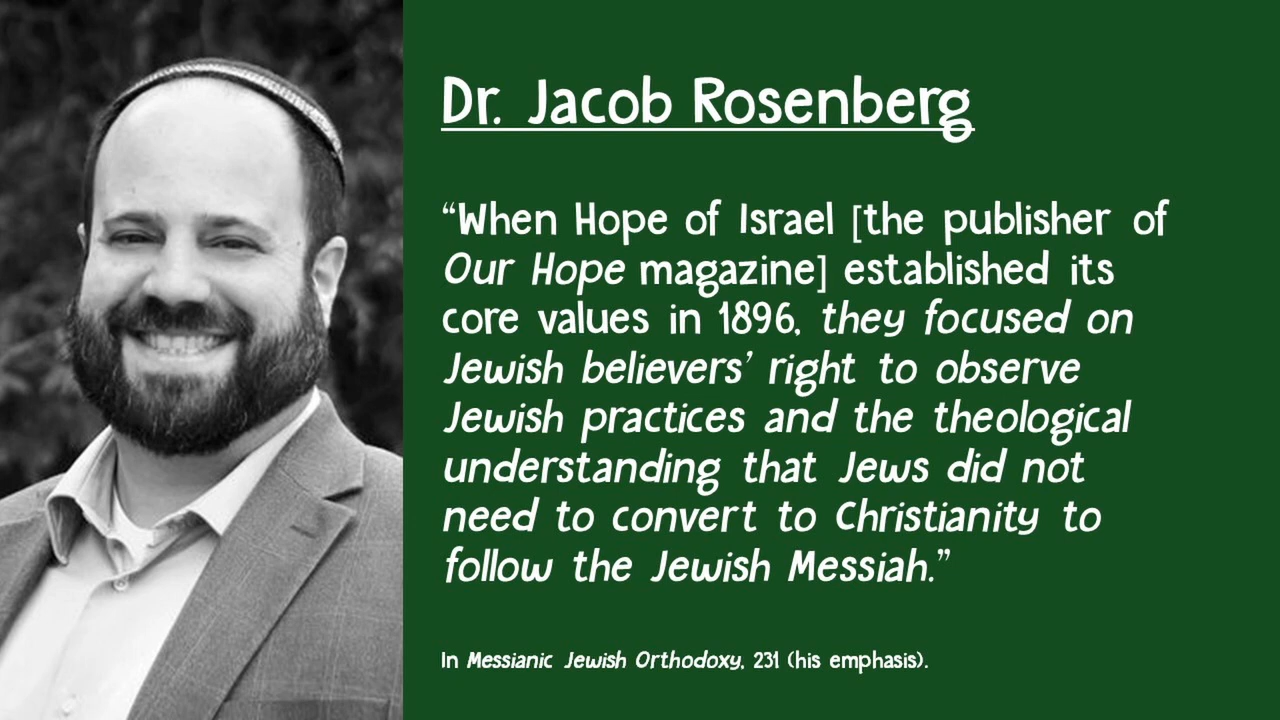 Dr. Jacob Rosenberg
“When Hope of Israel [the publisher of
Our Hope magazine] established its
core values in 1896, they focused on
Jewish believers’ right to observe
Jewish practices and the theological
understanding that Jews did not
need to convert to Christianity to
follow the Jewish Messiah.”
In Messianic Jewish Orthodoxy, 231 (his emphasis).